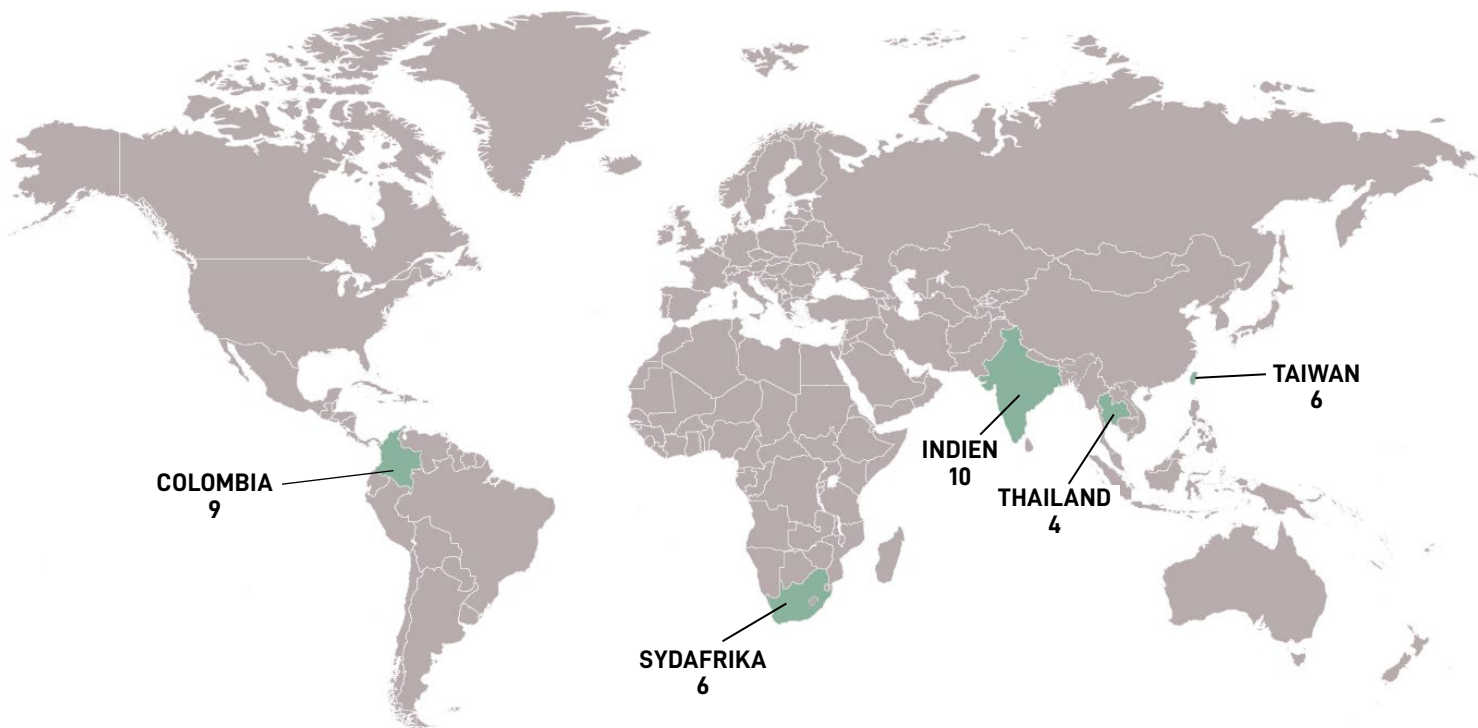 TAIWAN
6
INDIEN
10
COLOMBIA
9
THAILAND
4
SYDAFRIKA
6